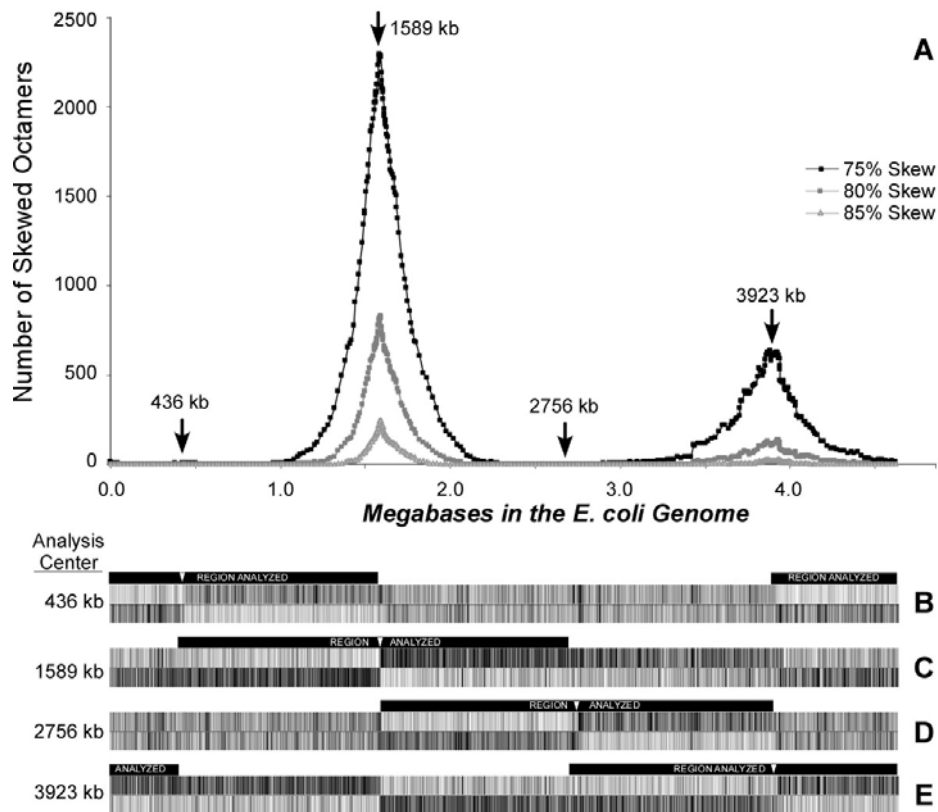 2500
2000
1500
1000
500
0
Number of Skewed Octamers
1589 kb
A
75% Skew
80% Skew
85% Skew
436 kb
2756 kb
3923 kb
0.0 1.0 2.0 3.0 4.0
Megabases in the E. coli Genome
Analysis
Center
REGION ANALYZED REGION ANALYZED
436 kb B
REGION ANALYZED
1589 kb C
REGION ANALYZED
2756 kb D
ANALYZED REGION ANALYZED
3923 kb E